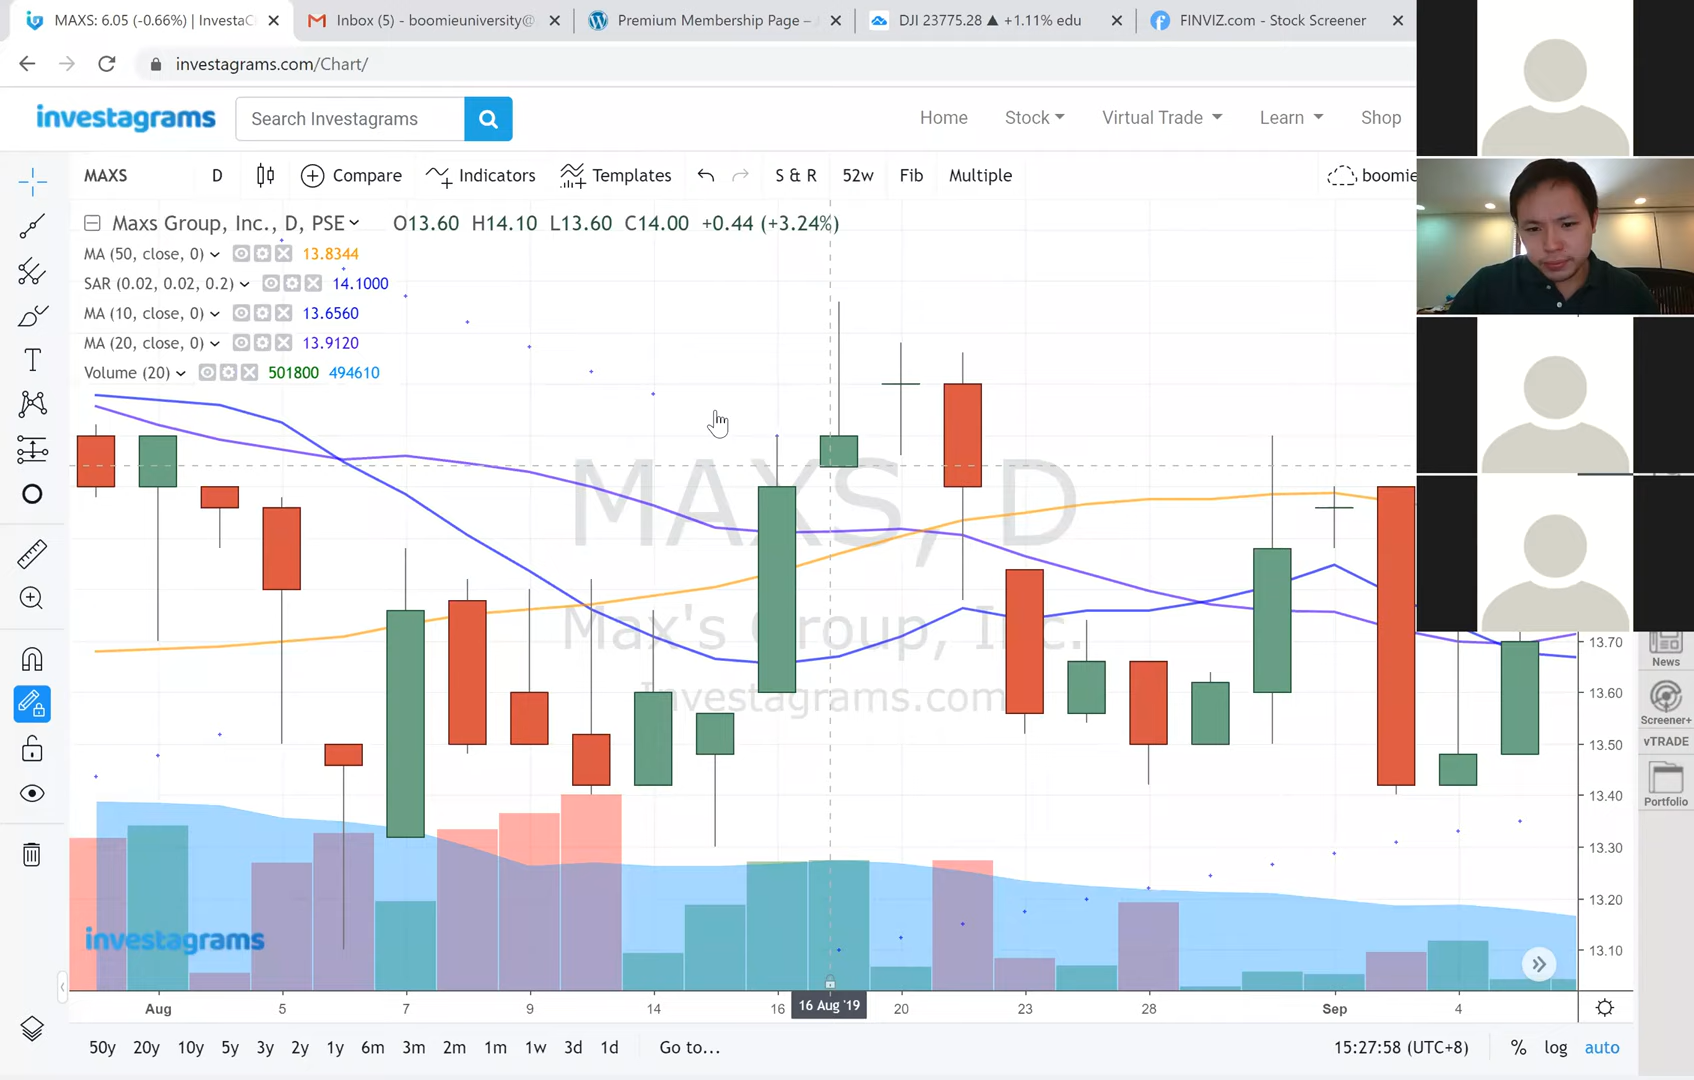 MAXS: 6.05 (-0.66%) | InvestaC
Inbox (5) - boomieuniversity@
Premium Membership Page –
DJI 23775.28 ▲ +1.11% edu
FINVIZ.com - Stock Screener
investagrams.com/Chart/
investagrams
Search Investagrams
Home
Stock
Virtual Trade
Learn
Shop
MAXS
D
Compare
Indicators
Templates
S & R
52w
Fib
Multiple
boomie
Maxs Group, Inc., D, PSE
O13.60 H14.10 L13.60 C14.00 +0.44 (+3.24%)
MA (50, close, 0) 13.8344
SAR (0.02, 0.02, 0.2) 14.1000
MA (10, close, 0) 13.6560
MA (20, close, 0) 13.9120
Volume (20) 501800 494610
MAXS, D
Max's Group, Inc.
Investagrams.com
investagrams
13.70
13.60
13.50
13.40
13.30
13.20
13.10
News
Screener+
vTRADE
Portfolio
Aug
5
7
9
14
16
16 Aug '19
20
23
28
Sep
4
50y 20y 10y 5y 3y 2y 1y 6m 3m 2m 1m 1w 3d 1d Go to...
15:27:58 (UTC+8)
% log auto